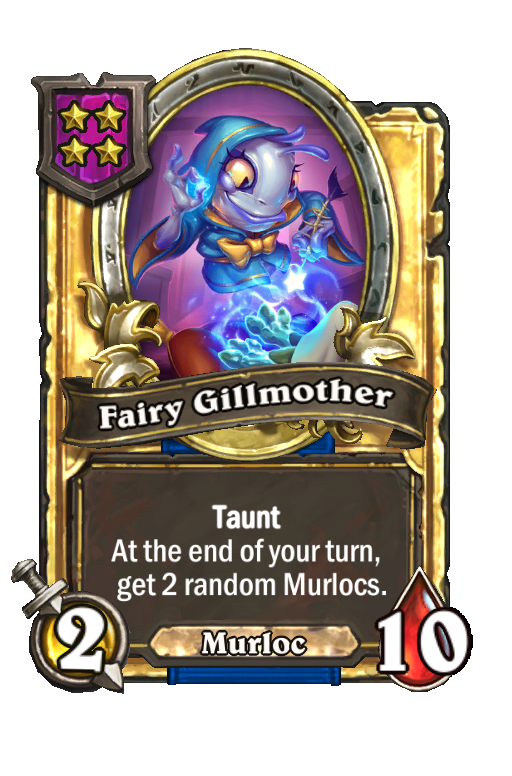 Fairy Gillmother
Taunt
At the end of your turn,
get 2 random Murlocs.
2
Murloc
10